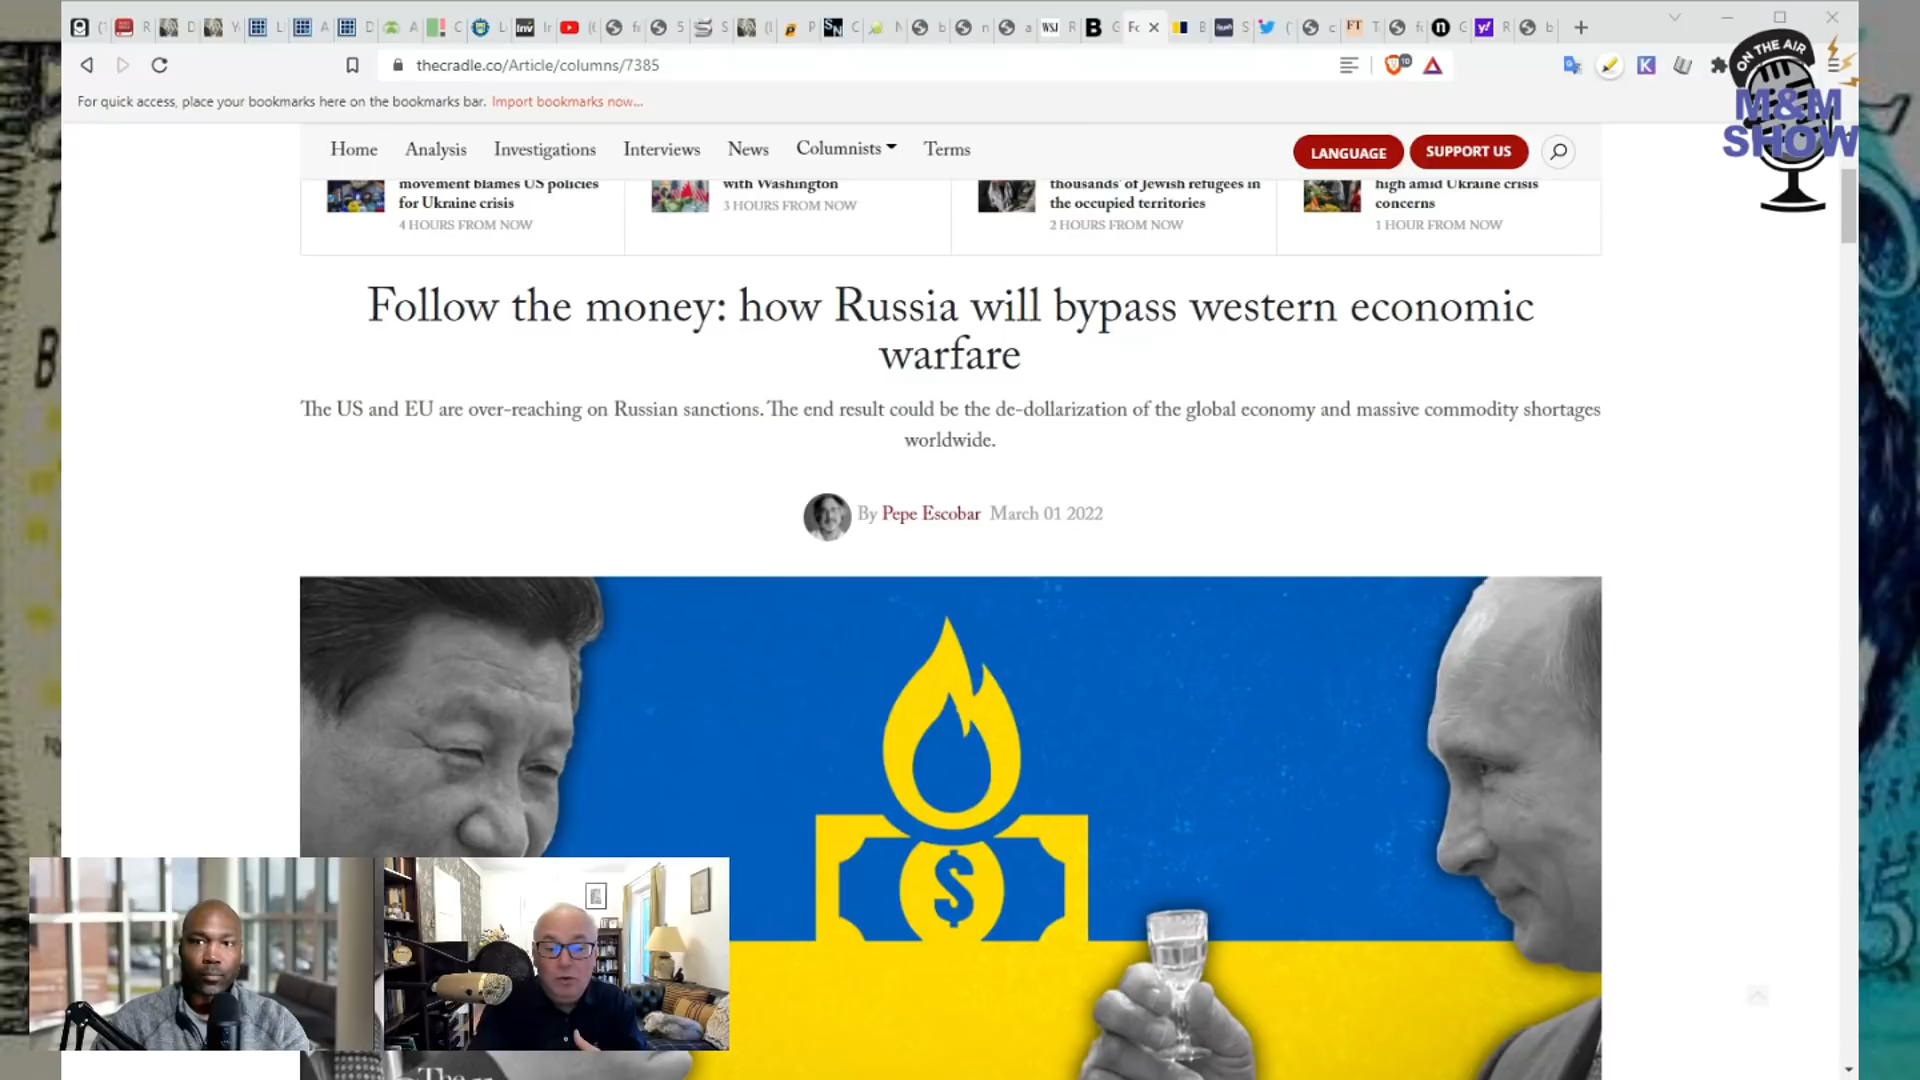 ON THE AIR
M&M
SHOW
thecradle.co/Article/columns/7385
For quick access, place your bookmarks here on the bookmarks bar. Import bookmarks now...
Home Analysis Investigations Interviews News Columnists Terms
LANGUAGE SUPPORT US
movement blames US policies
for Ukraine crisis
4 HOURS FROM NOW
with Washington
3 HOURS FROM NOW
thousands' of Jewish refugees in
the occupied territories
2 HOURS FROM NOW
high amid Ukraine crisis
concerns
1 HOUR FROM NOW
Follow the money: how Russia will bypass western economic
warfare
The US and EU are over-reaching on Russian sanctions. The end result could be the de-dollarization of the global economy and massive commodity shortages
worldwide.
By Pepe Escobar March 01 2022
$
The